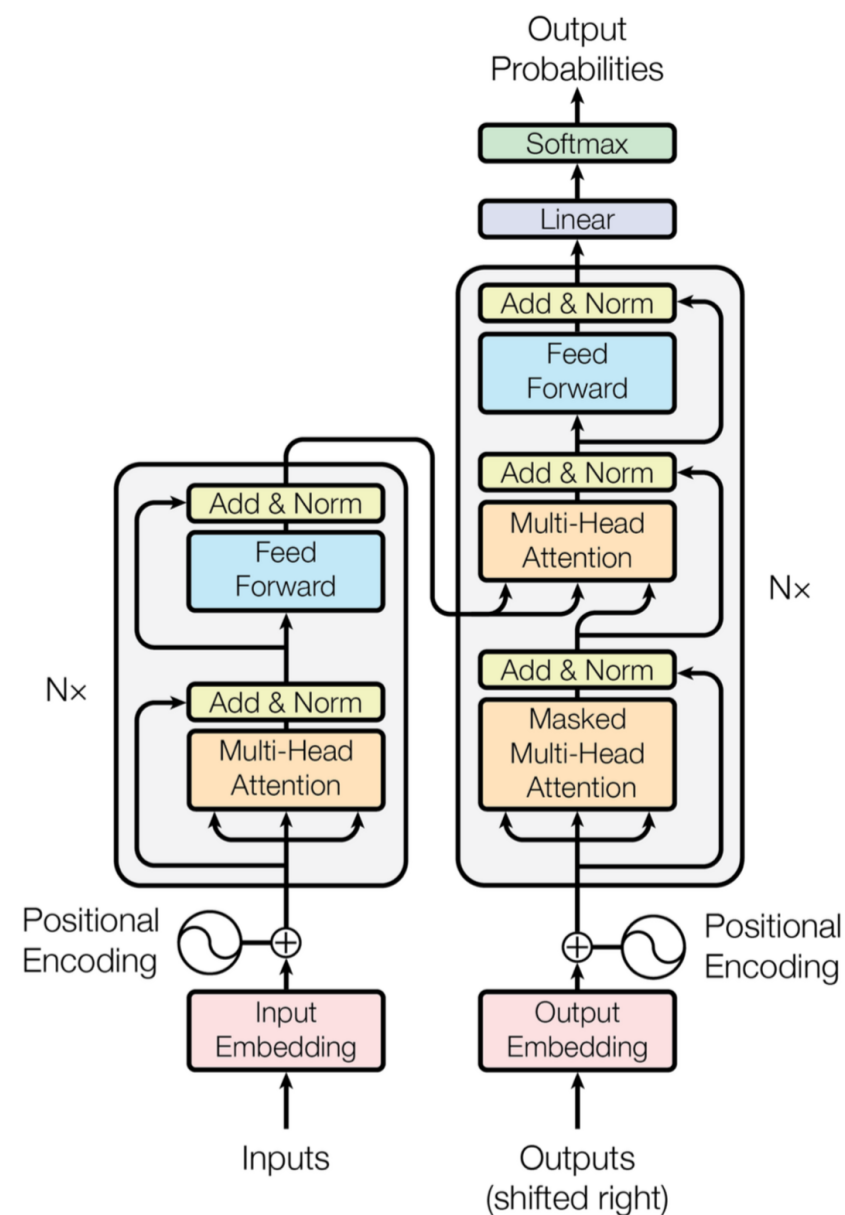 Output
Probabilities
Softmax
Linear
Add & Norm
Feed
Forward
Add & Norm
Multi-Head
Attention
Nx
Add & Norm
Masked
Multi-Head
Attention
Add & Norm
Feed
Forward
Nx
Add & Norm
Multi-Head
Attention
Positional
Encoding
Positional
Encoding
Input
Embedding
Output
Embedding
Inputs
Outputs
(shifted right)